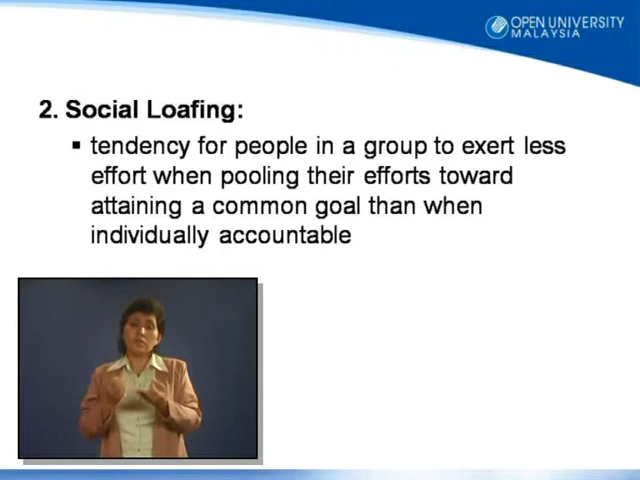 OPEN UNIVERSITY
MALAYSIA
2. Social Loafing:
▪ tendency for people in a group to exert less
effort when pooling their efforts toward
attaining a common goal than when
individually accountable